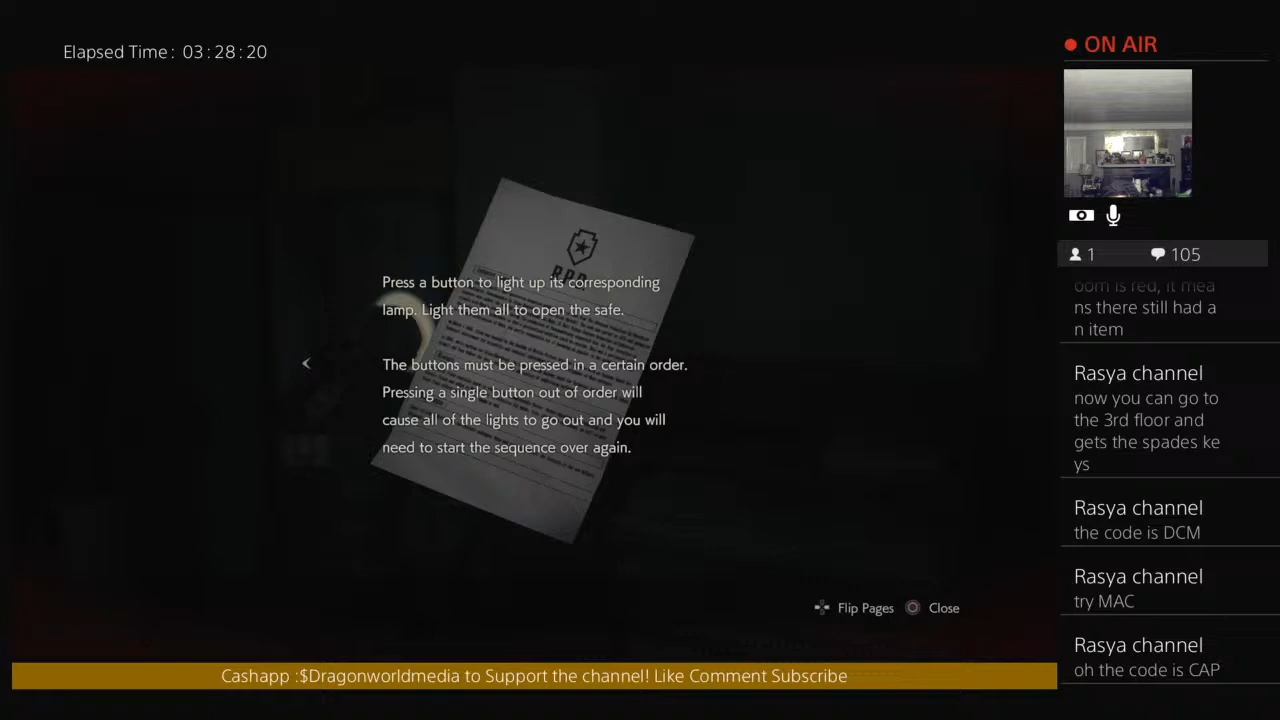 Elapsed Time: 03:28:20
R.P.D.
Press a button to light up its corresponding
lamp. Light them all to open the safe.
The buttons must be pressed in a certain order.
Pressing a single button out of order will
cause all of the lights to go out and you will
need to start the sequence over again.
Flip Pages
Close
Cashapp :$Dragonworldmedia to Support the channel! Like Comment Subscribe
ON AIR
1
105
oom is red, it mea
ns there still had a
n item
Rasya channel
now you can go to
the 3rd floor and
gets the spades ke
ys
Rasya channel
the code is DCM
Rasya channel
try MAC
Rasya channel
oh the code is CAP